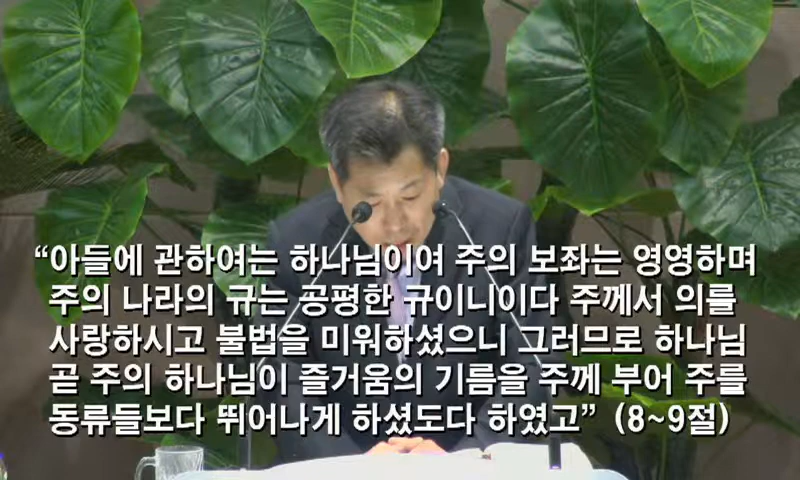 “아들에 관하여는 하나님이여 주의 보좌는 영영하며
주의 나라의 규는 공평한 규이니이다 주께서 의를
사랑하시고 불법을 미워하셨으니 그러므로 하나님
곧 주의 하나님이 즐거움의 기름을 주께 부어 주를
동류들보다 뛰어나게 하셨도다 하였고” (8~9절)